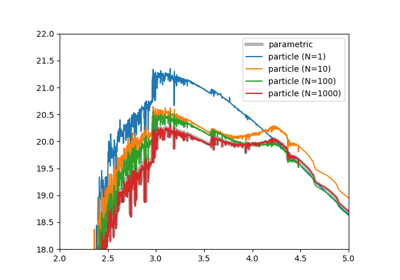 22.0
21.5
21.0
20.5
20.0
19.5
19.0
18.5
18.0
2.0 2.5 3.0 3.5 4.0 4.5 5.0
parametric
particle (N=1)
particle (N=10)
particle (N=100)
particle (N=1000)